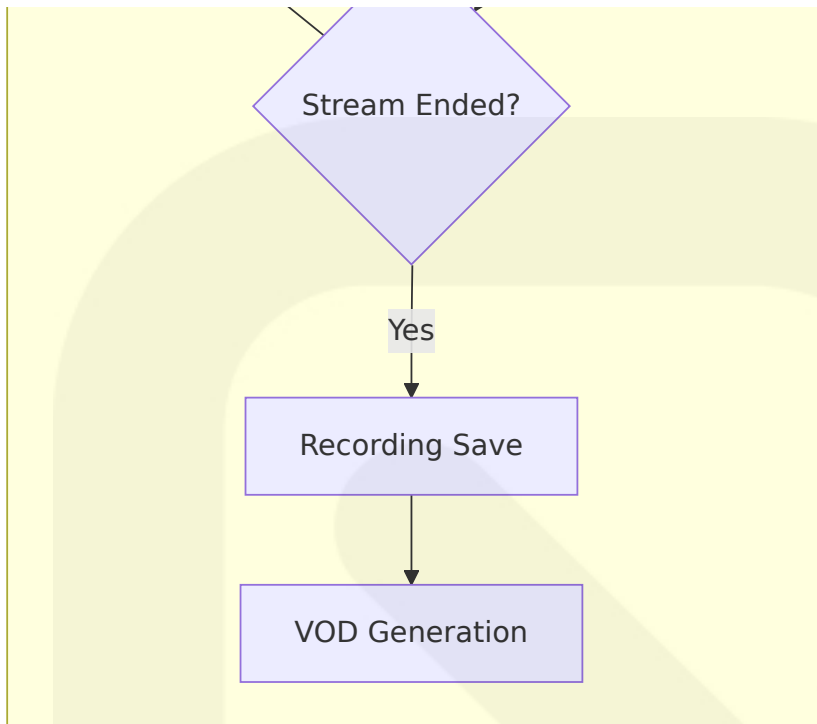 Stream Ended?
Yes
Recording Save
VOD Generation